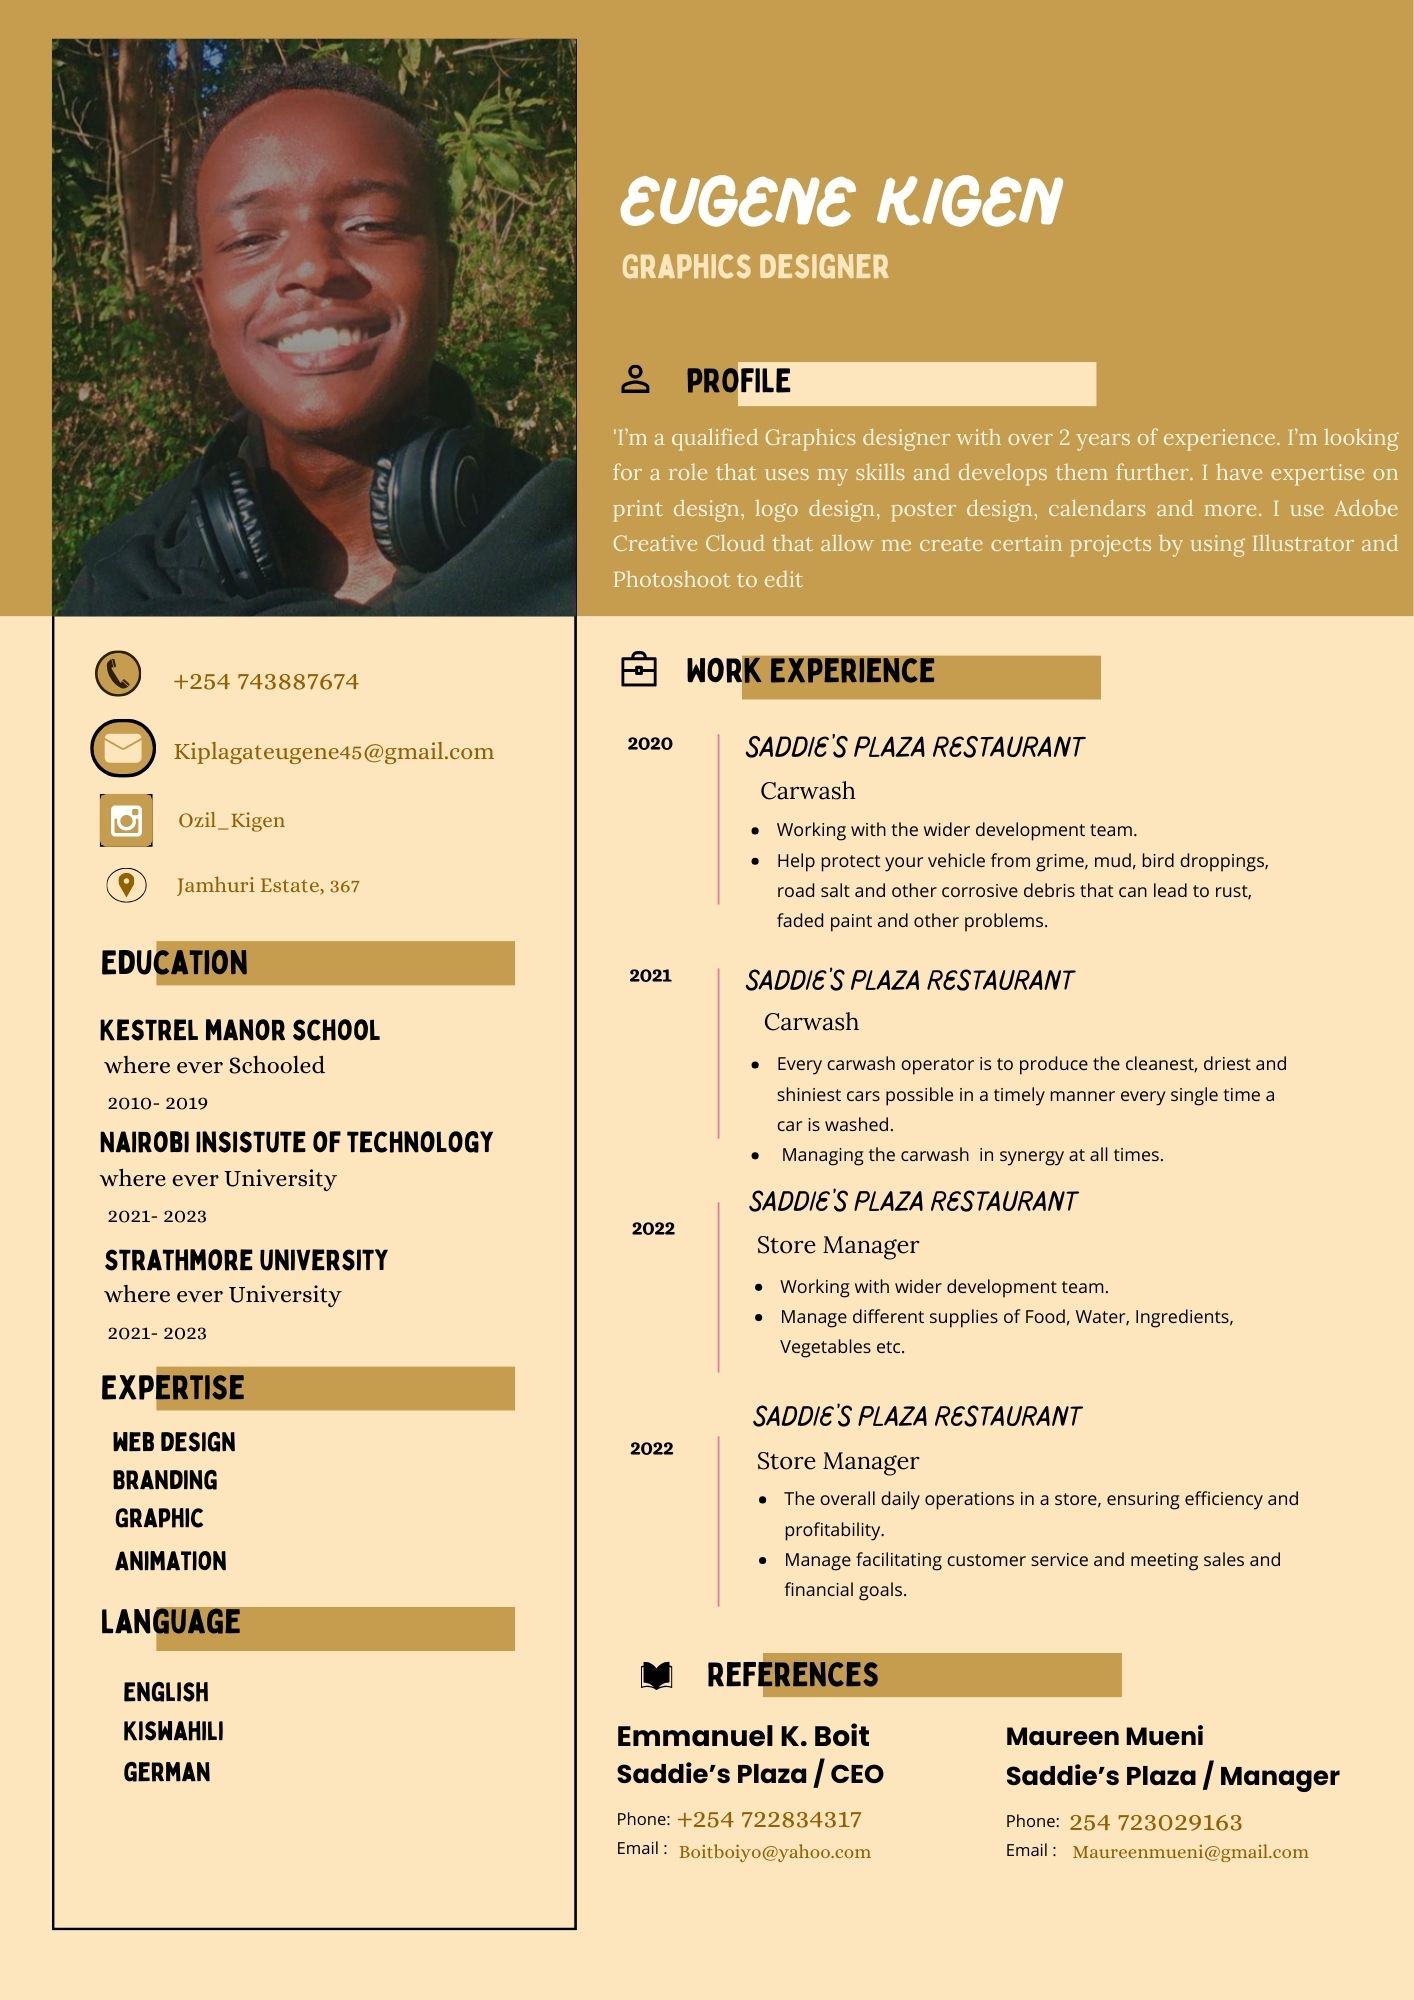 EUGENE KIGEN
GRAPHICS DESIGNER
PROFILE
'I'm a qualified Graphics designer with over 2 years of experience. I'm looking
for a role that uses my skills and develops them further. I have expertise on
print design, logo design, poster design, calendars and more. I use Adobe
Creative Cloud that allow me create certain projects by using Illustrator and
Photoshoot to edit
+254 743887674
Kiplagateugene45@gmail.com
Ozil_Kigen
Jamhuri Estate, 367
EDUCATION
KESTREL MANOR SCHOOL
where ever Schooled
2010- 2019
NAIROBI INSISTUTE OF TECHNOLOGY
where ever University
2021- 2023
STRATHMORE UNIVERSITY
where ever University
2021- 2023
EXPERTISE
WEB DESIGN
BRANDING
GRAPHIC
ANIMATION
LANGUAGE
ENGLISH
KISWAHILI
GERMAN
WORK EXPERIENCE
2020
SADDIE'S PLAZA RESTAURANT
Carwash
• Working with the wider development team.
• Help protect your vehicle from grime, mud, bird droppings,
road salt and other corrosive debris that can lead to rust,
faded paint and other problems.
2021
SADDIE'S PLAZA RESTAURANT
Carwash
• Every carwash operator is to produce the cleanest, driest and
shiniest cars possible in a timely manner every single time a
car is washed.
• Managing the carwash in synergy at all times.
2022
SADDIE'S PLAZA RESTAURANT
Store Manager
• Working with wider development team.
• Manage different supplies of Food, Water, Ingredients,
Vegetables etc.
2022
SADDIE'S PLAZA RESTAURANT
Store Manager
• The overall daily operations in a store, ensuring efficiency and
profitability.
• Manage facilitating customer service and meeting sales and
financial goals.
REFERENCES
Emmanuel K. Boit
Saddie's Plaza / CEO
Phone: +254 722834317
Email : Boitboiyo@yahoo.com
Maureen Mueni
Saddie's Plaza / Manager
Phone: 254 723029163
Email : Maureenmueni@gmail.com